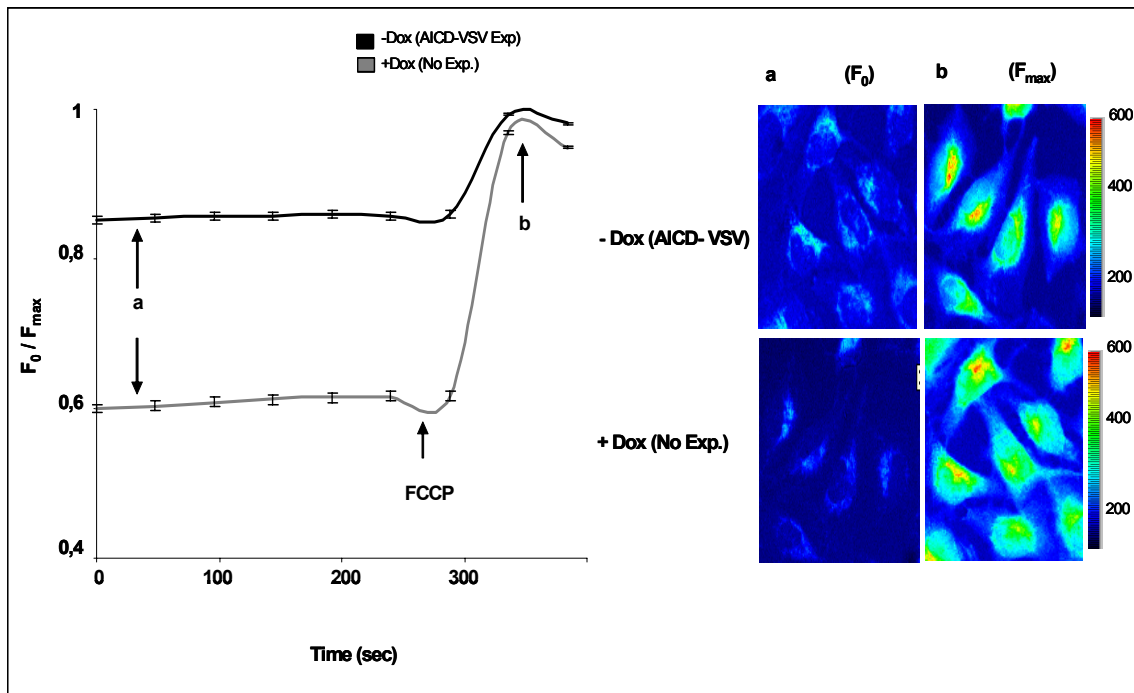 -Dox (AICD-VSV Exp)
+Dox (No Exp.)
1
0,8
0,6
0,4
F0 / Fmax
0
100
200
300
Time (sec)
a
b
FCCP
a (F0) b (Fmax)
- Dox (AICD- VSV)
+ Dox (No Exp.)
600
400
200
600
400
200